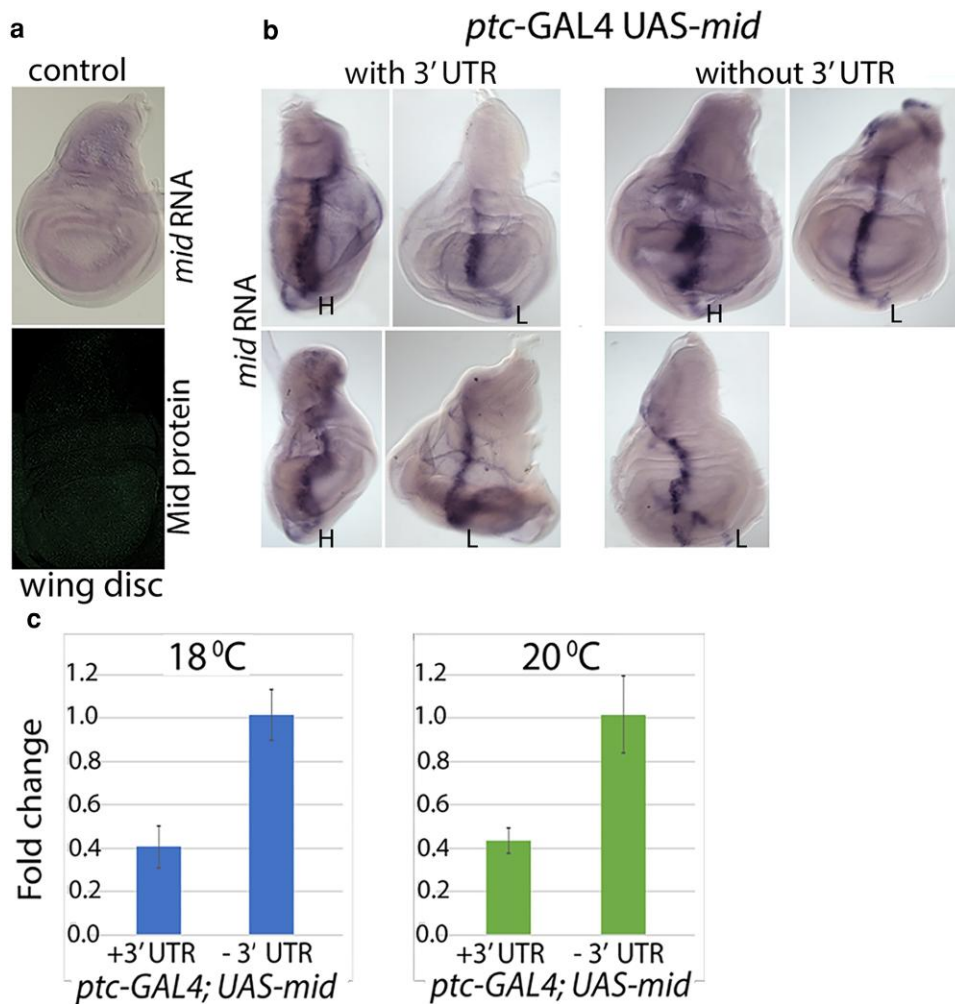 a
control
mid RNA
Mid protein
wing disc
b
ptc-GAL4 UAS-mid
with 3′ UTR
without 3′ UTR
mid RNA
H
L
H
L
H
L
L
c
Fold change
18 ⁰C
1.2
1.0
0.8
0.6
0.4
0.2
0.0
+3′ UTR
- 3′ UTR
ptc-GAL4; UAS-mid
20 ⁰C
1.2
1.0
0.8
0.6
0.4
0.2
0.0
+3′ UTR
- 3′ UTR
ptc-GAL4; UAS-mid